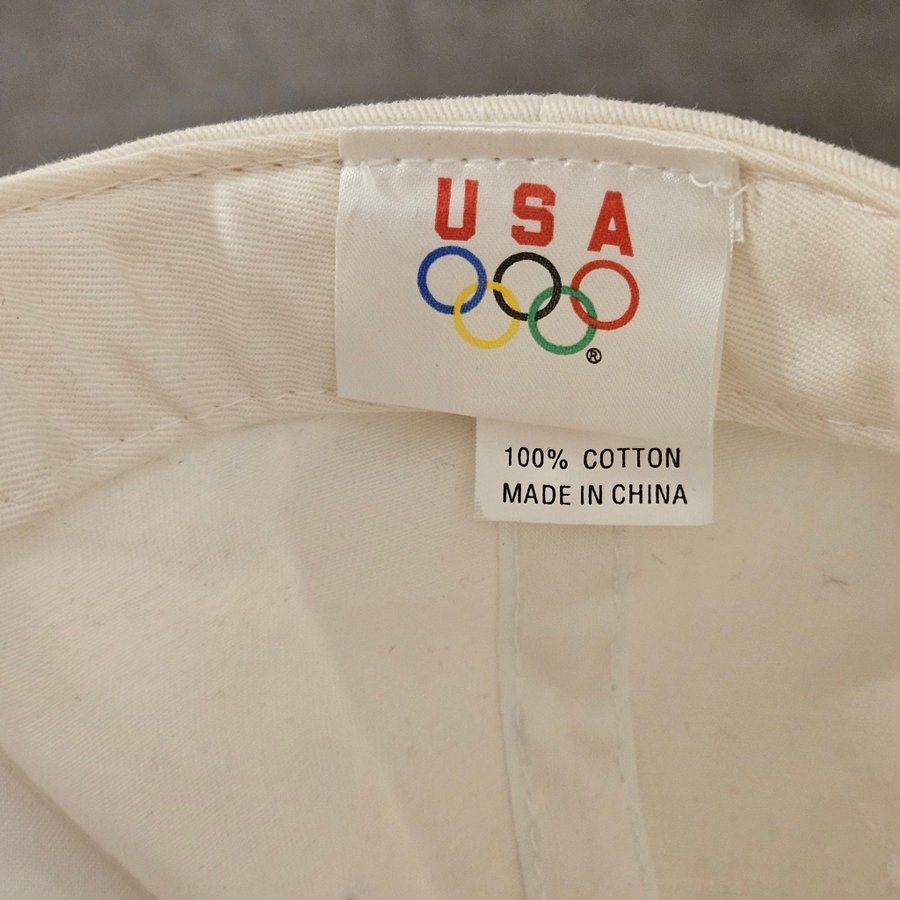 USA
®
100% COTTON
MADE IN CHINA